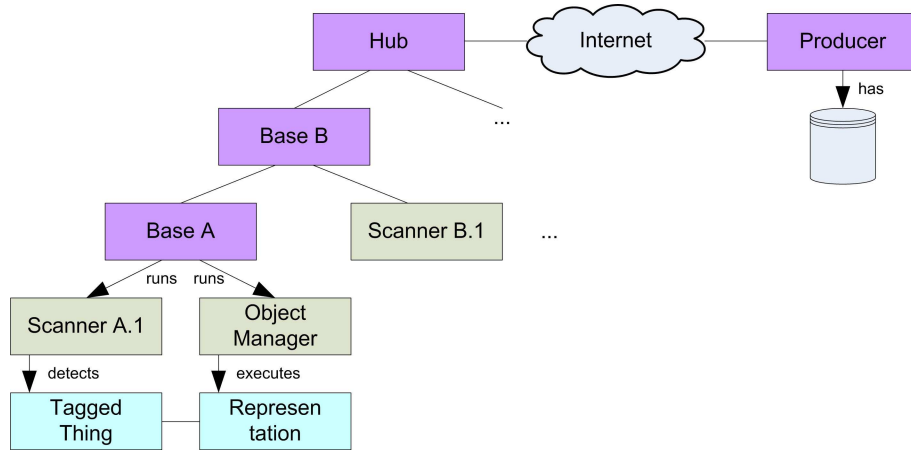 Hub
Internet
Producer
has
...
Base B
Base A
Scanner B.1
...
runs
runs
Scanner A.1
Object
Manager
detects
executes
Tagged
Thing
Represen
tation